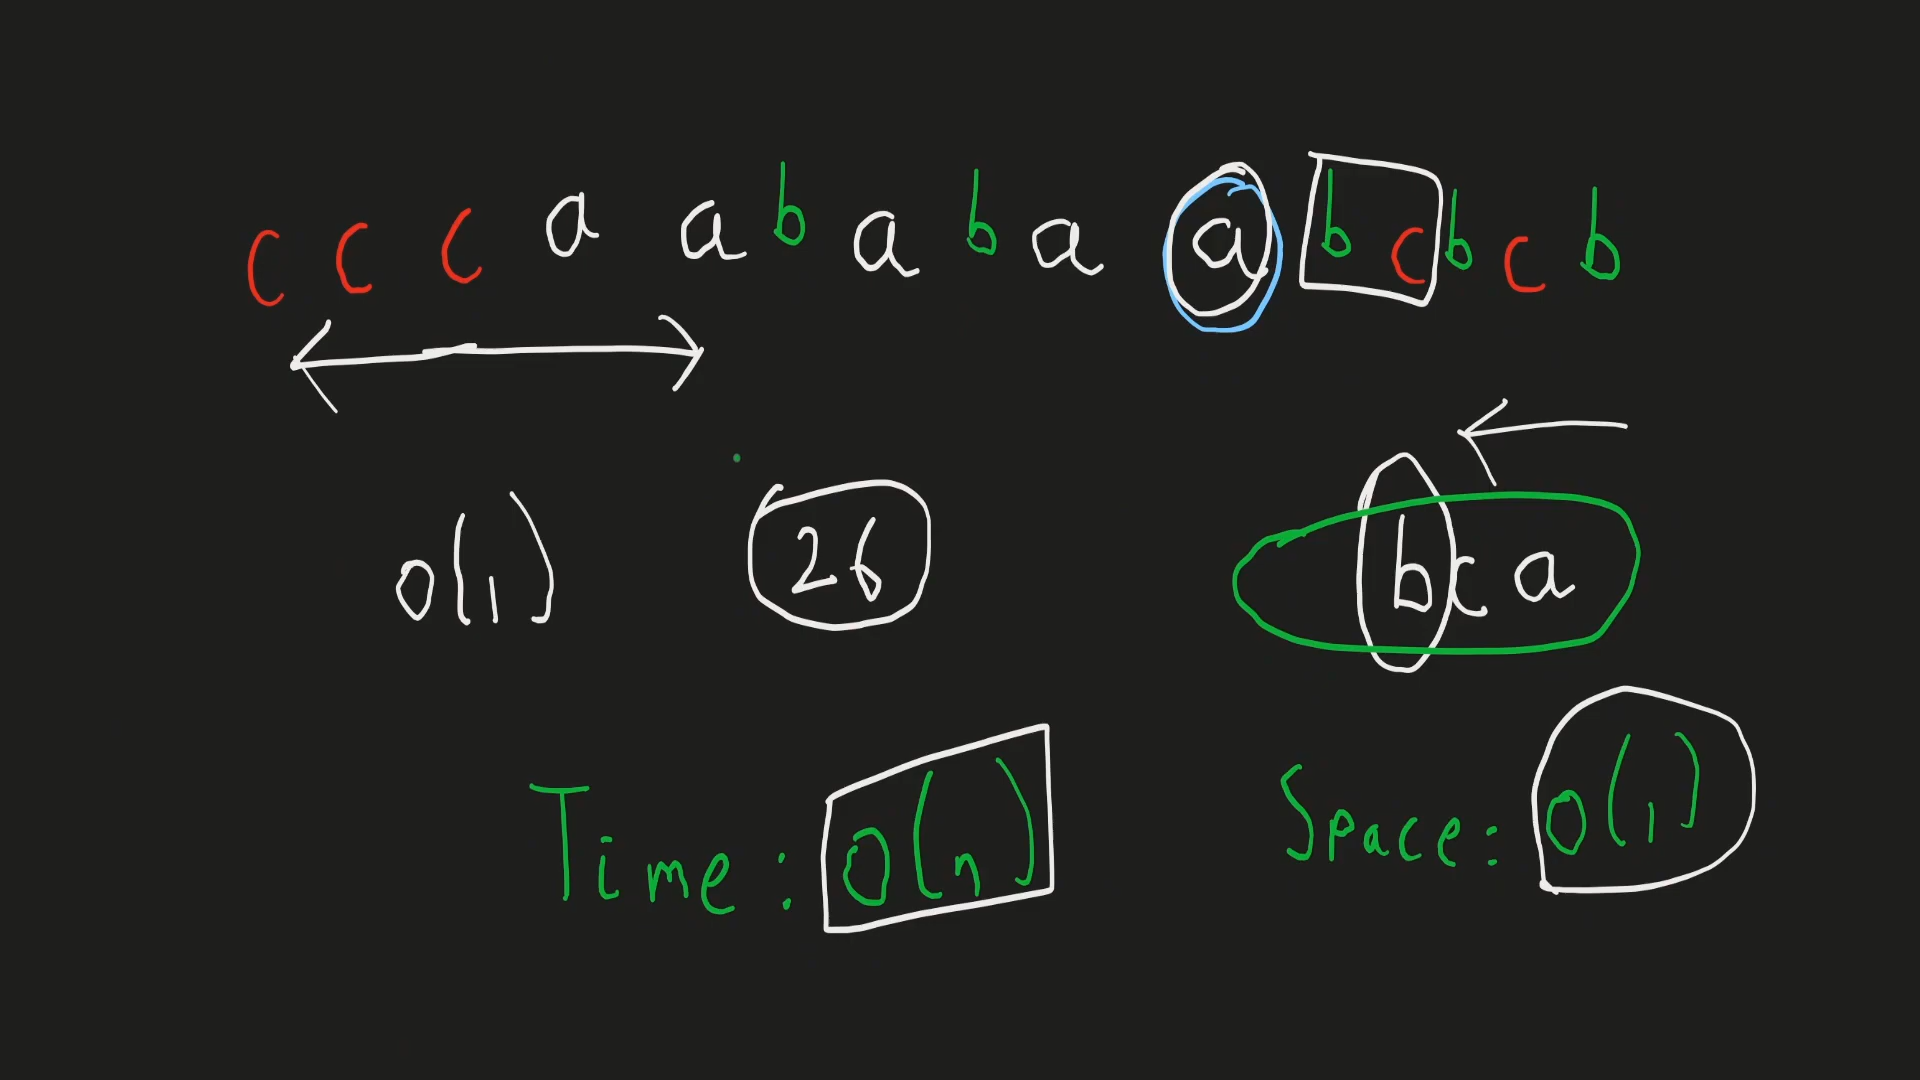 c c c a a b a b a a b c b c b
o(1) 26 bca
Time: o(n) Space: o(1)